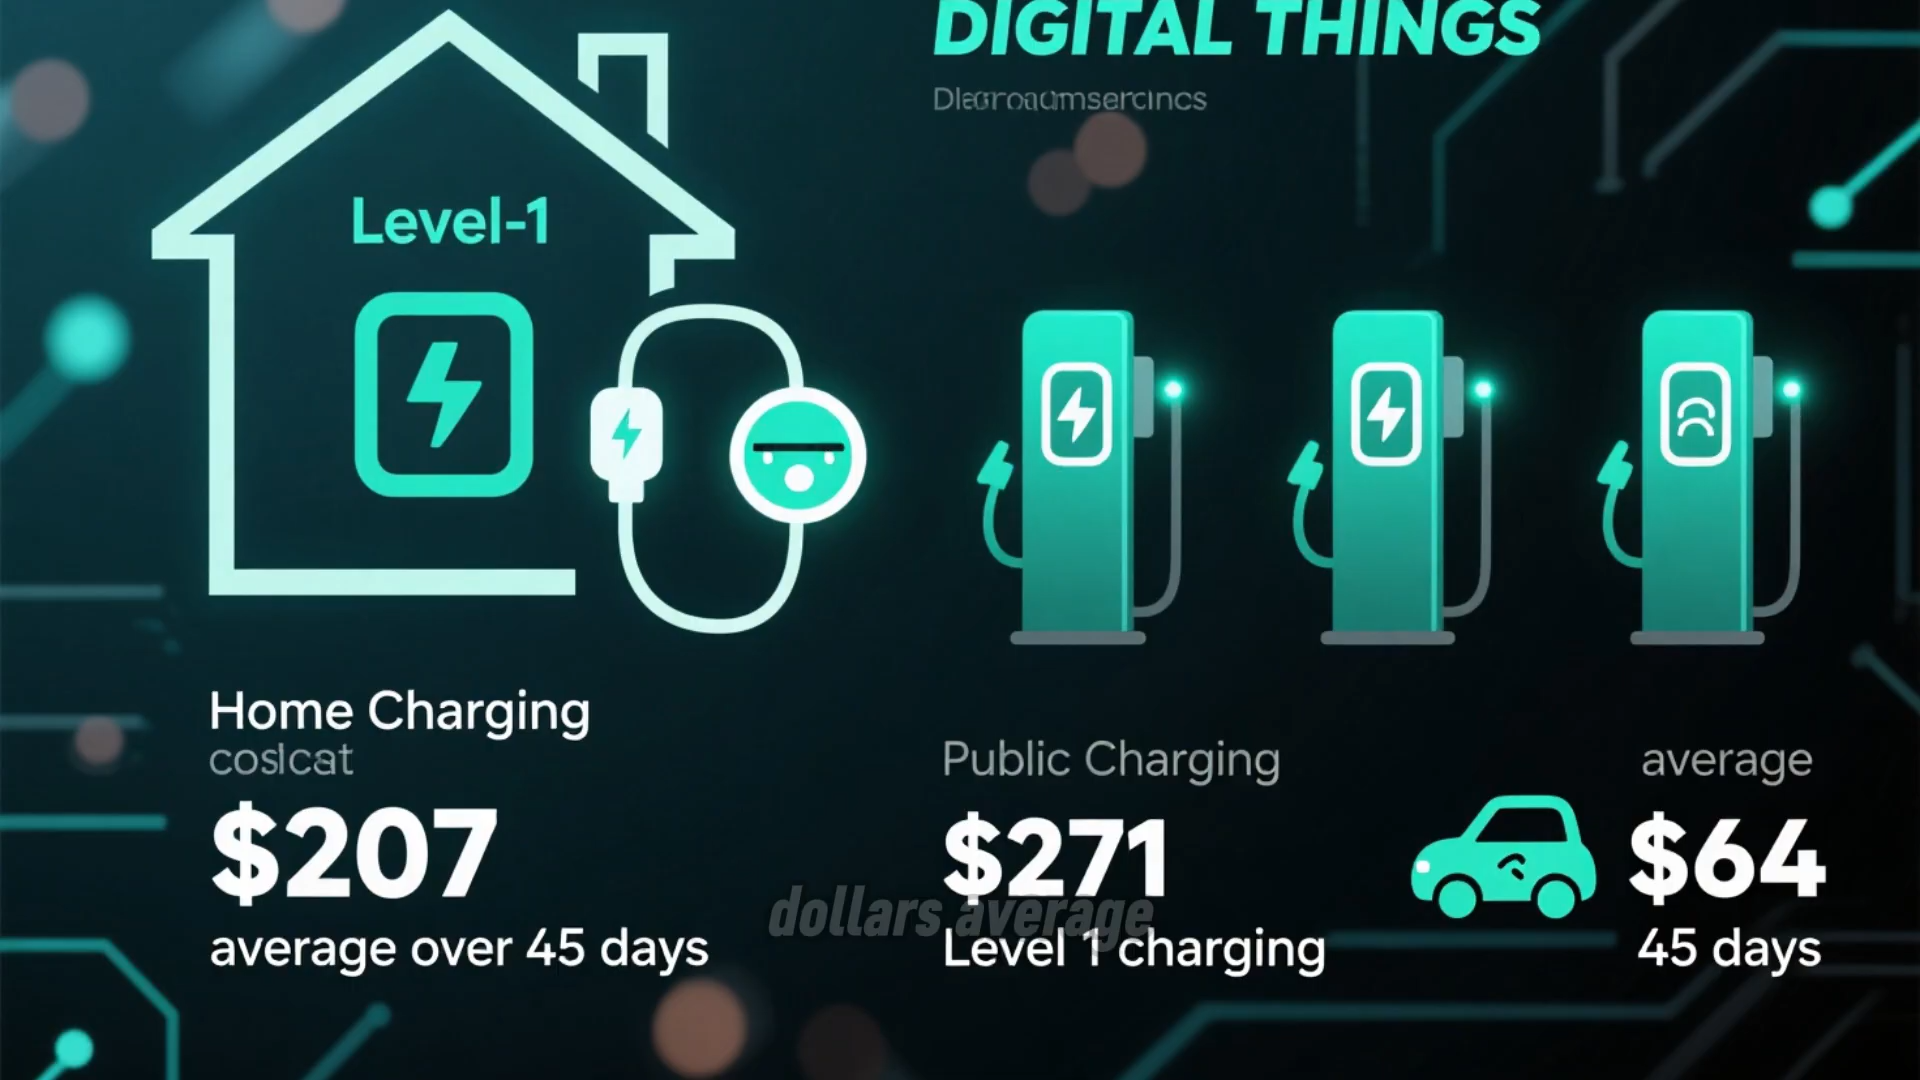 DIGITAL THINGS
Level-1
Home Charging
coslcat
$207
average over 45 days
Public Charging
$271
Level 1 charging
average
$64
45 days
dollars average